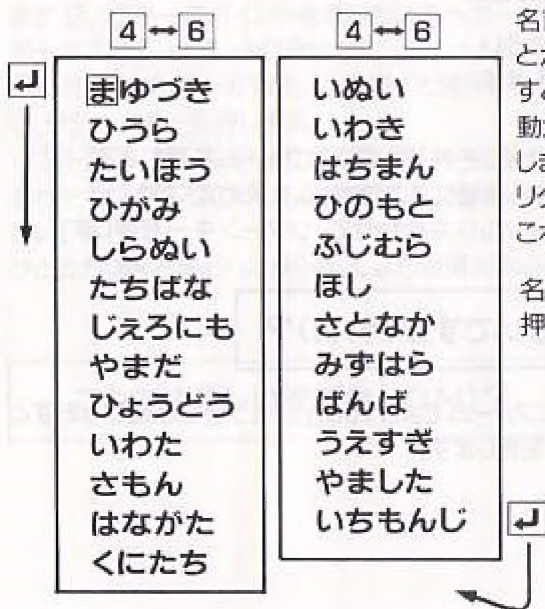 4↔6
まゆづき
ひうら
たいほう
ひがみ
しらぬい
たちばな
じぇろにも
やまだ
ひょうどう
いわた
さもん
はながた
くにたち
4↔6
いぬい
いわき
はちまん
ひのもと
ふじむら
ほし
さとなか
みずはら
ばんば
うえすぎ
やました
いちもんじ